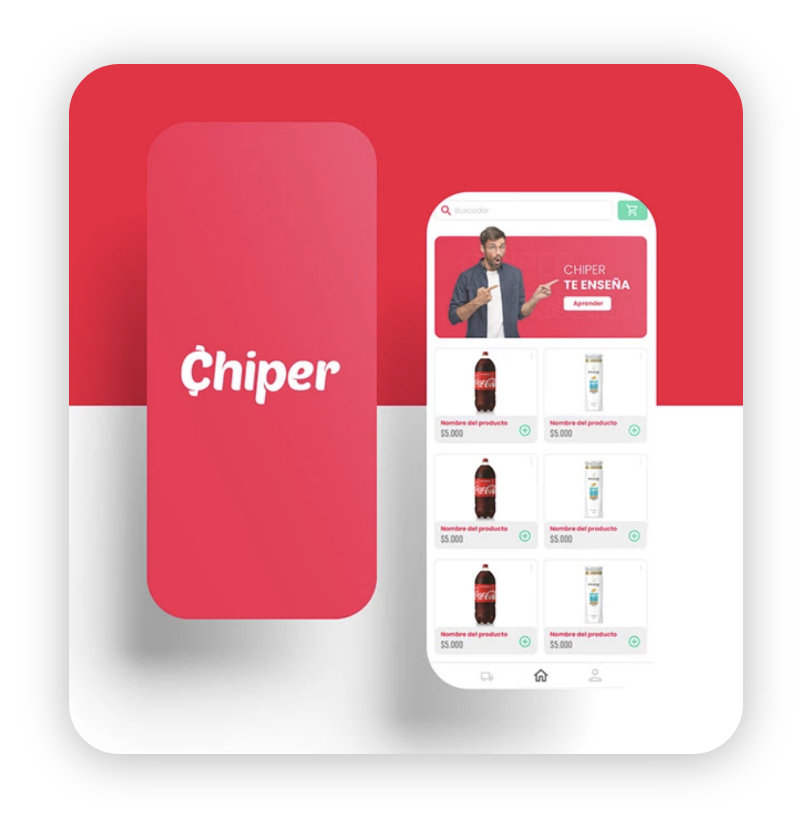 Chiper
Buscador
CHIPER
TE ENSEÑA
Aprender
Nombre del producto
$5.000
Nombre del producto
$5.000
Nombre del producto
$5.000
Nombre del producto
$5.000
Nombre del producto
$5.000
Nombre del producto
$5.000